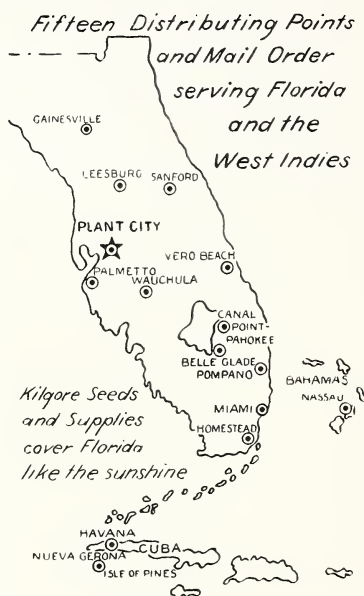 Fifteen Distributing Points
and Mail Order
serving Florida
and the
West Indies
GAINESVILLE
LEESBURG SANFORD
PLANT CITY
VERO BEACH
PALMETTO
WAUCHULA
CANAL
POINT-
PAHOKEE
BELLE GLADE
POMPANO
BAHAMAS
NASSAU
Kilgore Seeds
and Supplies
cover Florida
like the sunshine
MIAMI
HOMESTEAD
HAVANA
CUBA
NUEVA GERONA
ISLE OF PINES